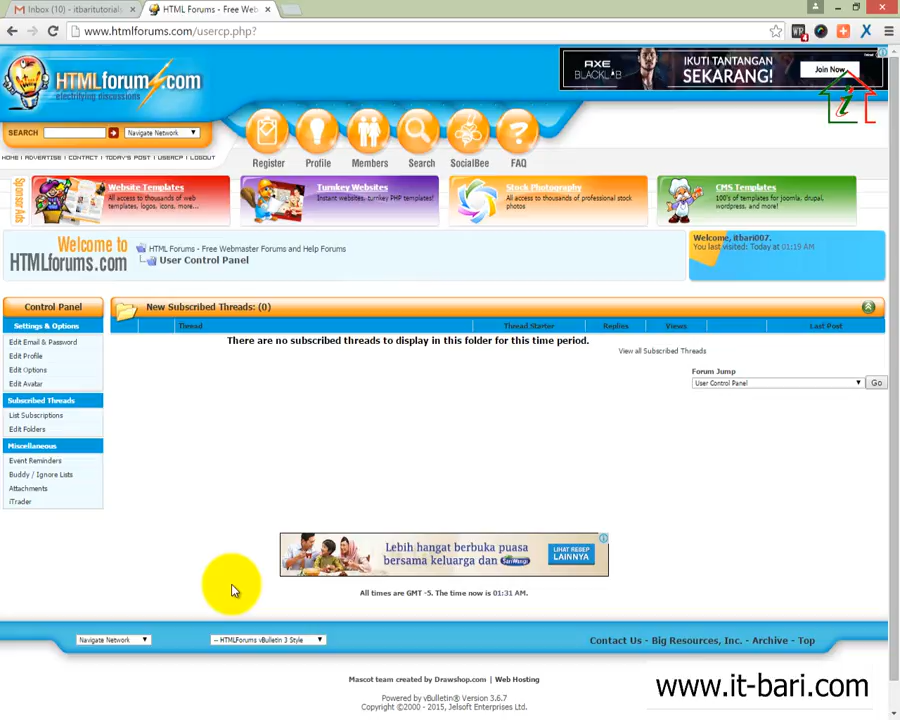 Inbox (60) - itbaritutorials
HTML Forums - Free Web
www.htmlforums.com/usercp.php?
HTMLforums.com
electrifying discussions
AXE
BLACKLAB
IKUTI TANTANGAN
SEKARANG!
Join Now
SEARCH
Navigate Network
HOME | ADVERTISE | CONTACT | TODAY'S POST | USERCP | LOGOUT
Register
Profile
Members
Search
SocialBee
FAQ
Sponsor Ads
Website Templates
All access to thousands of web
templates, logos, icons, more...
Turnkey Websites
Instant websites, turnkey PHP templates!
Stock Photography
All access to thousands of professional stock
photos
CMS Templates
100's of templates for joomla, drupal,
wordpress, and more!
Welcome to
HTMLforums.com
HTML Forums - Free Webmaster Forums and Help Forums
User Control Panel
Welcome, itbari007.
You last visited: Today at 01:19 AM
Control Panel
Settings & Options
Edit Email & Password
Edit Profile
Edit Options
Edit Avatar
Subscribed Threads
List Subscriptions
Edit Folders
Miscellaneous
Event Reminders
Buddy / Ignore Lists
Attachments
iTrader
New Subscribed Threads: (0)
Thread
Thread Starter
Replies
Views
Last Post
There are no subscribed threads to display in this folder for this time period.
View all Subscribed Threads
Forum Jump
User Control Panel
Go
Lebih hangat berbuka puasa
bersama keluarga dan SunWings
LIHAT RESEP
LAINNYA
All times are GMT -5. The time now is 01:31 AM.
Navigate Network
-- HTMLForums vBulletin 3 Style
Contact Us - Big Resources, Inc. - Archive - Top
Mascot team created by Drawshop.com | Web Hosting
Powered by vBulletin® Version 3.6.7
Copyright ©2000 - 2015, Jelsoft Enterprises Ltd.
www.it-bari.com